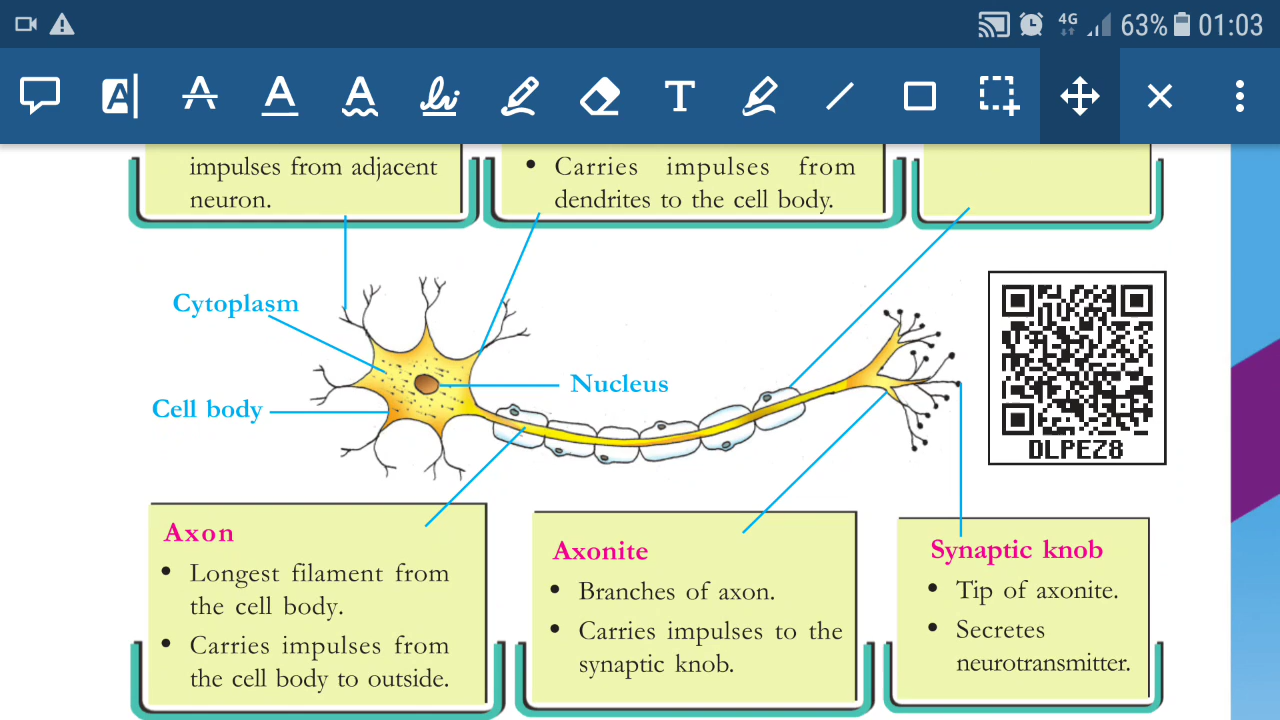 4G 63% 01:03
A A A A T
impulses from adjacent
neuron.
• Carries impulses from
dendrites to the cell body.
Cytoplasm
Nucleus
Cell body
DLPEZ8
Axon
• Longest filament from
the cell body.
• Carries impulses from
the cell body to outside.
Axonite
• Branches of axon.
• Carries impulses to the
synaptic knob.
Synaptic knob
• Tip of axonite.
• Secretes
neurotransmitter.